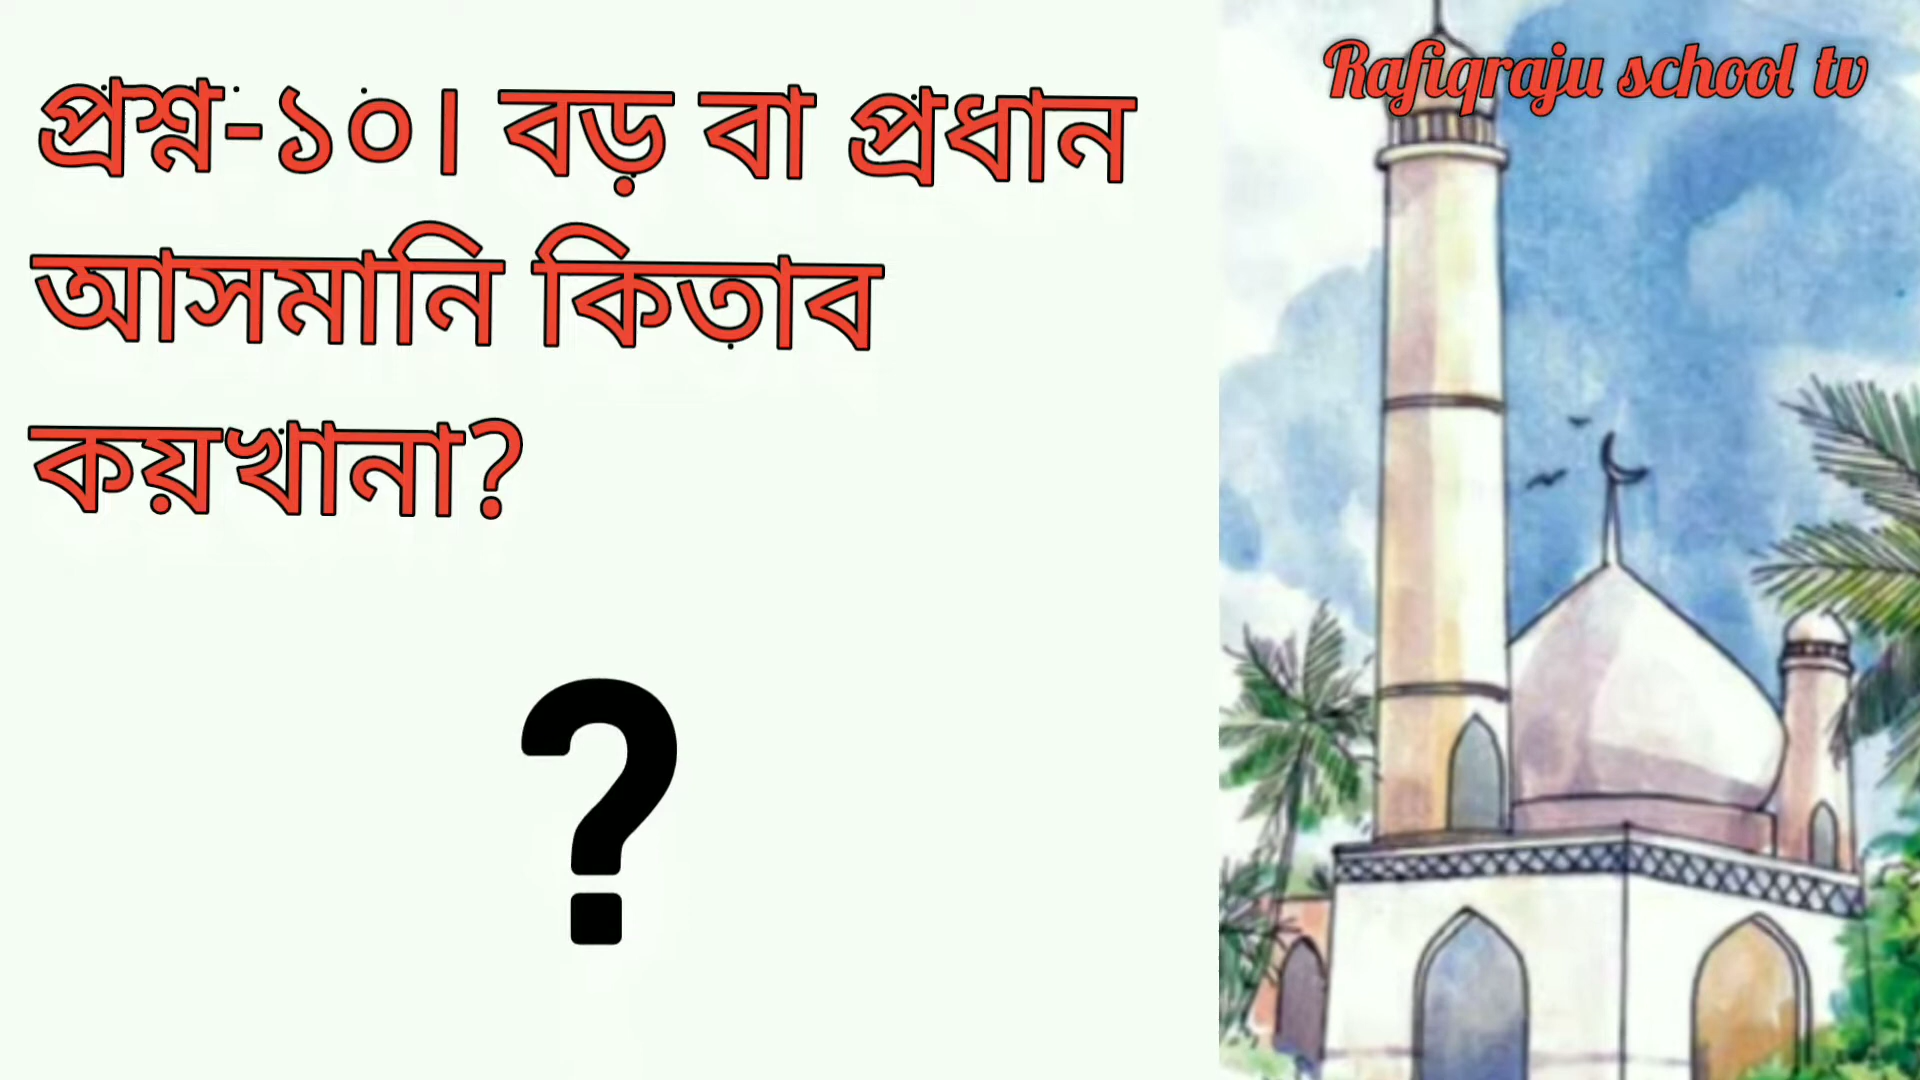 প্রশ্ন-১০। বড় বা প্রধান
আসমানি কিতাব
কয়খানা?
?
Rafiqraju school tv